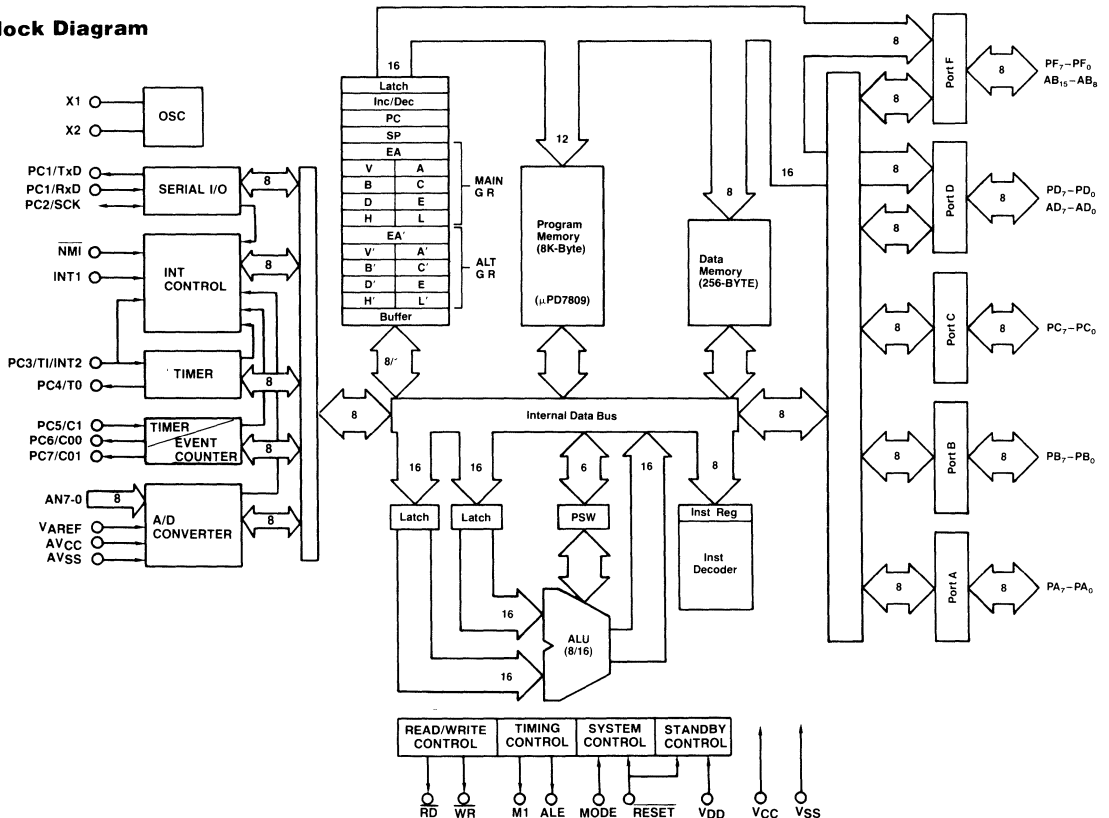 lock Diagram
X1
X2
OSC
PC1/TxD
PC1/RxD
PC2/SCK
SERIAL I/O
8
NMI
INT1
INT
CONTROL
8
PC3/TI/INT2
PC4/T0
TIMER
8
PC5/C1
PC6/C00
PC7/C01
TIMER
EVENT
COUNTER
8
AN7-0
8
VAREF
AVCC
AVSS
A/D
CONVERTER
8
16
Latch
Inc/Dec
PC
SP
EA
V A
B C
D E
H L
MAIN
G R
EA'
V' A'
B' C'
D' E
H' L'
ALT
G R
Buffer
8/
12
Program
Memory
(8K-Byte)
(μPD7809)
8
Data
Memory
(256-BYTE)
16
8
Internal Data Bus
8
16
16
6
16
8
Latch
Latch
PSW
Inst Reg
Inst
Decoder
16
16
ALU
(8/16)
8
8
Port F
8
PF7–PF0
AB15–AB8
8
8
Port D
8
PD7–PD0
AD7–AD0
8
Port C
8
PC7–PC0
8
Port B
8
PB7–PB0
8
Port A
8
PA7–PA0
READ/WRITE
CONTROL
TIMING
CONTROL
SYSTEM
CONTROL
STANDBY
CONTROL
RD WR M1 ALE MODE RESET VDD VCC VSS